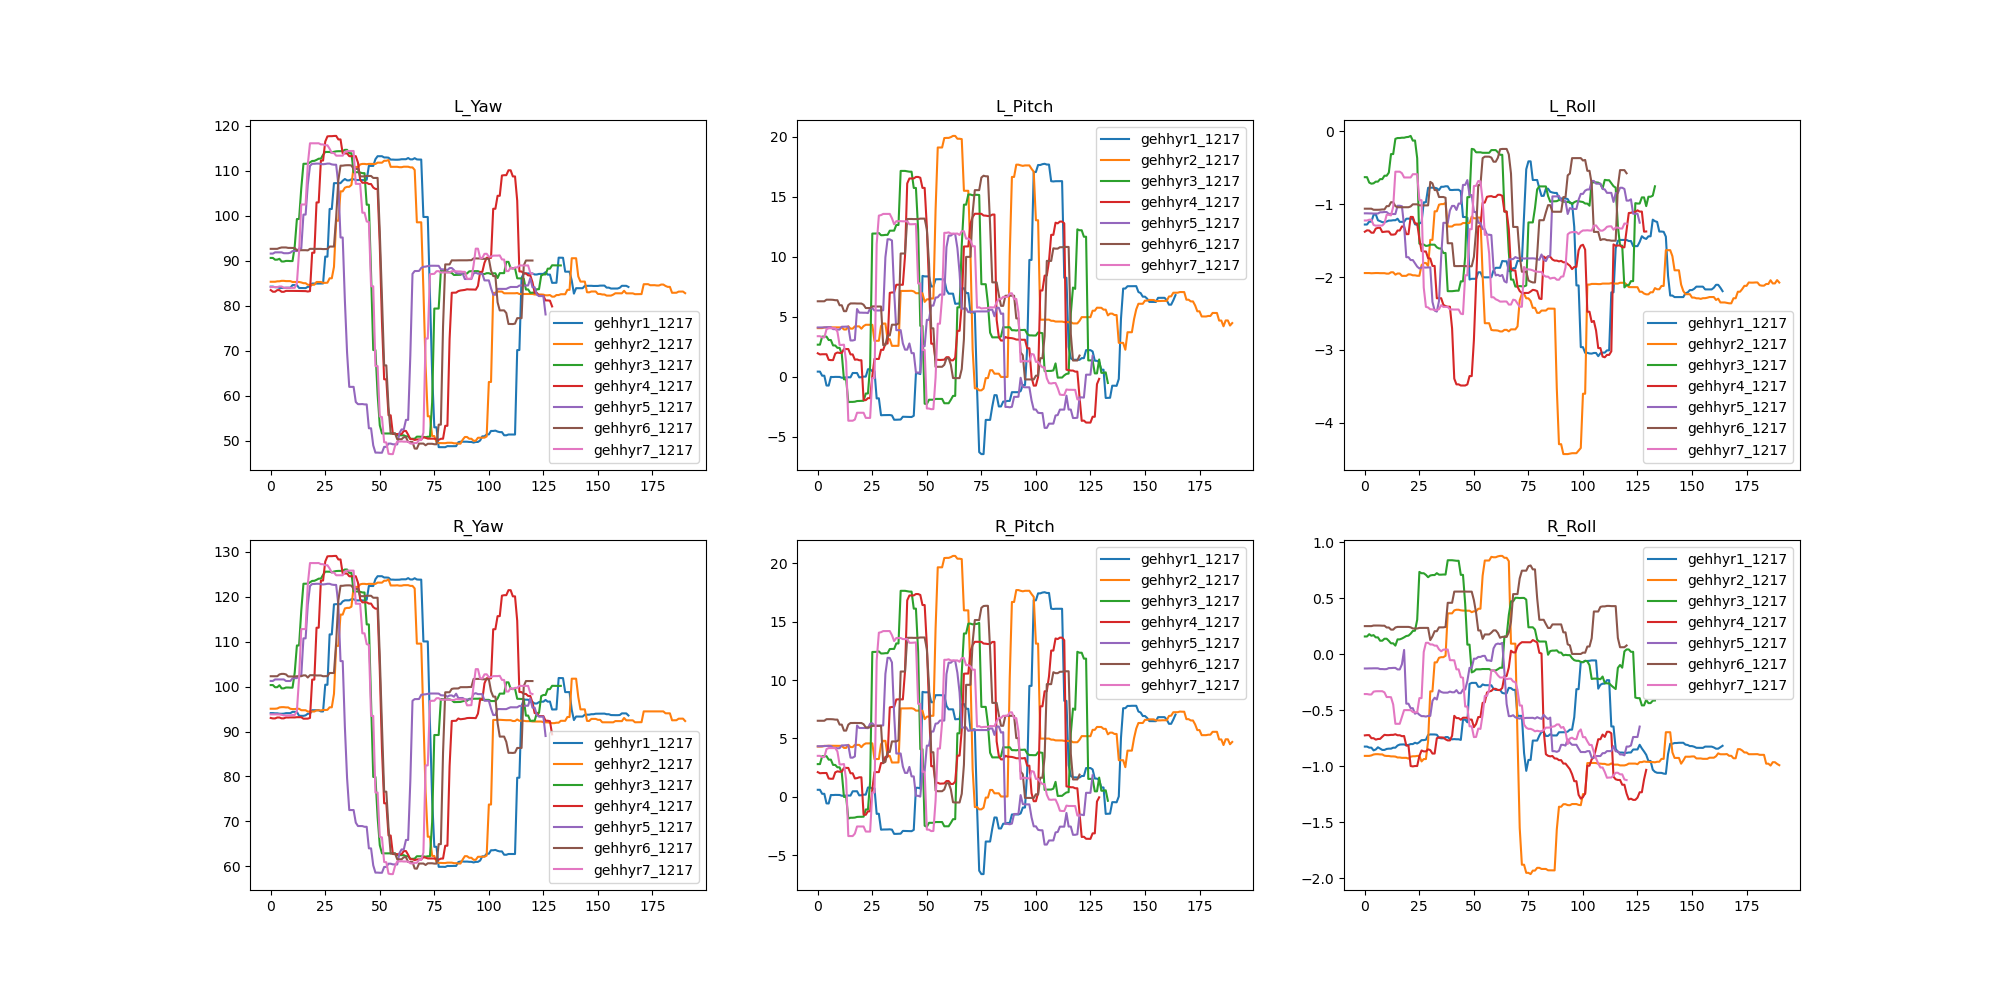 L_Yaw
120
110
100
90
80
70
60
50
0 25 50 75 100 125 150 175
gehhyr1_1217
gehhyr2_1217
gehhyr3_1217
gehhyr4_1217
gehhyr5_1217
gehhyr6_1217
gehhyr7_1217
L_Pitch
20
15
10
5
0
−5
0 25 50 75 100 125 150 175
gehhyr1_1217
gehhyr2_1217
gehhyr3_1217
gehhyr4_1217
gehhyr5_1217
gehhyr6_1217
gehhyr7_1217
L_Roll
0
−1
−2
−3
−4
0 25 50 75 100 125 150 175
gehhyr1_1217
gehhyr2_1217
gehhyr3_1217
gehhyr4_1217
gehhyr5_1217
gehhyr6_1217
gehhyr7_1217
R_Yaw
130
120
110
100
90
80
70
60
0 25 50 75 100 125 150 175
gehhyr1_1217
gehhyr2_1217
gehhyr3_1217
gehhyr4_1217
gehhyr5_1217
gehhyr6_1217
gehhyr7_1217
R_Pitch
20
15
10
5
0
−5
0 25 50 75 100 125 150 175
gehhyr1_1217
gehhyr2_1217
gehhyr3_1217
gehhyr4_1217
gehhyr5_1217
gehhyr6_1217
gehhyr7_1217
R_Roll
1.0
0.5
0.0
−0.5
−1.0
−1.5
−2.0
0 25 50 75 100 125 150 175
gehhyr1_1217
gehhyr2_1217
gehhyr3_1217
gehhyr4_1217
gehhyr5_1217
gehhyr6_1217
gehhyr7_1217